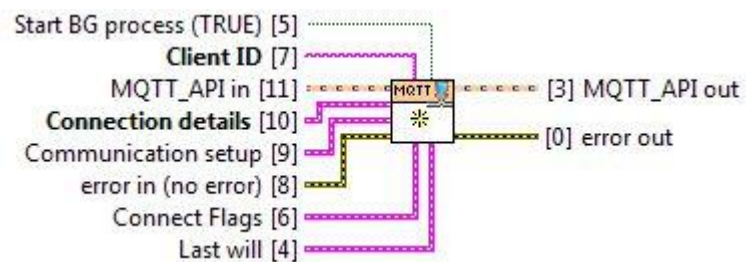 Start BG process (TRUE) [5]
Client ID [7]
MQTT_API in [11]
MQTT
[3] MQTT_API out
Connection details [10]
[0] error out
Communication setup [9]
error in (no error) [8]
Connect Flags [6]
Last will [4]